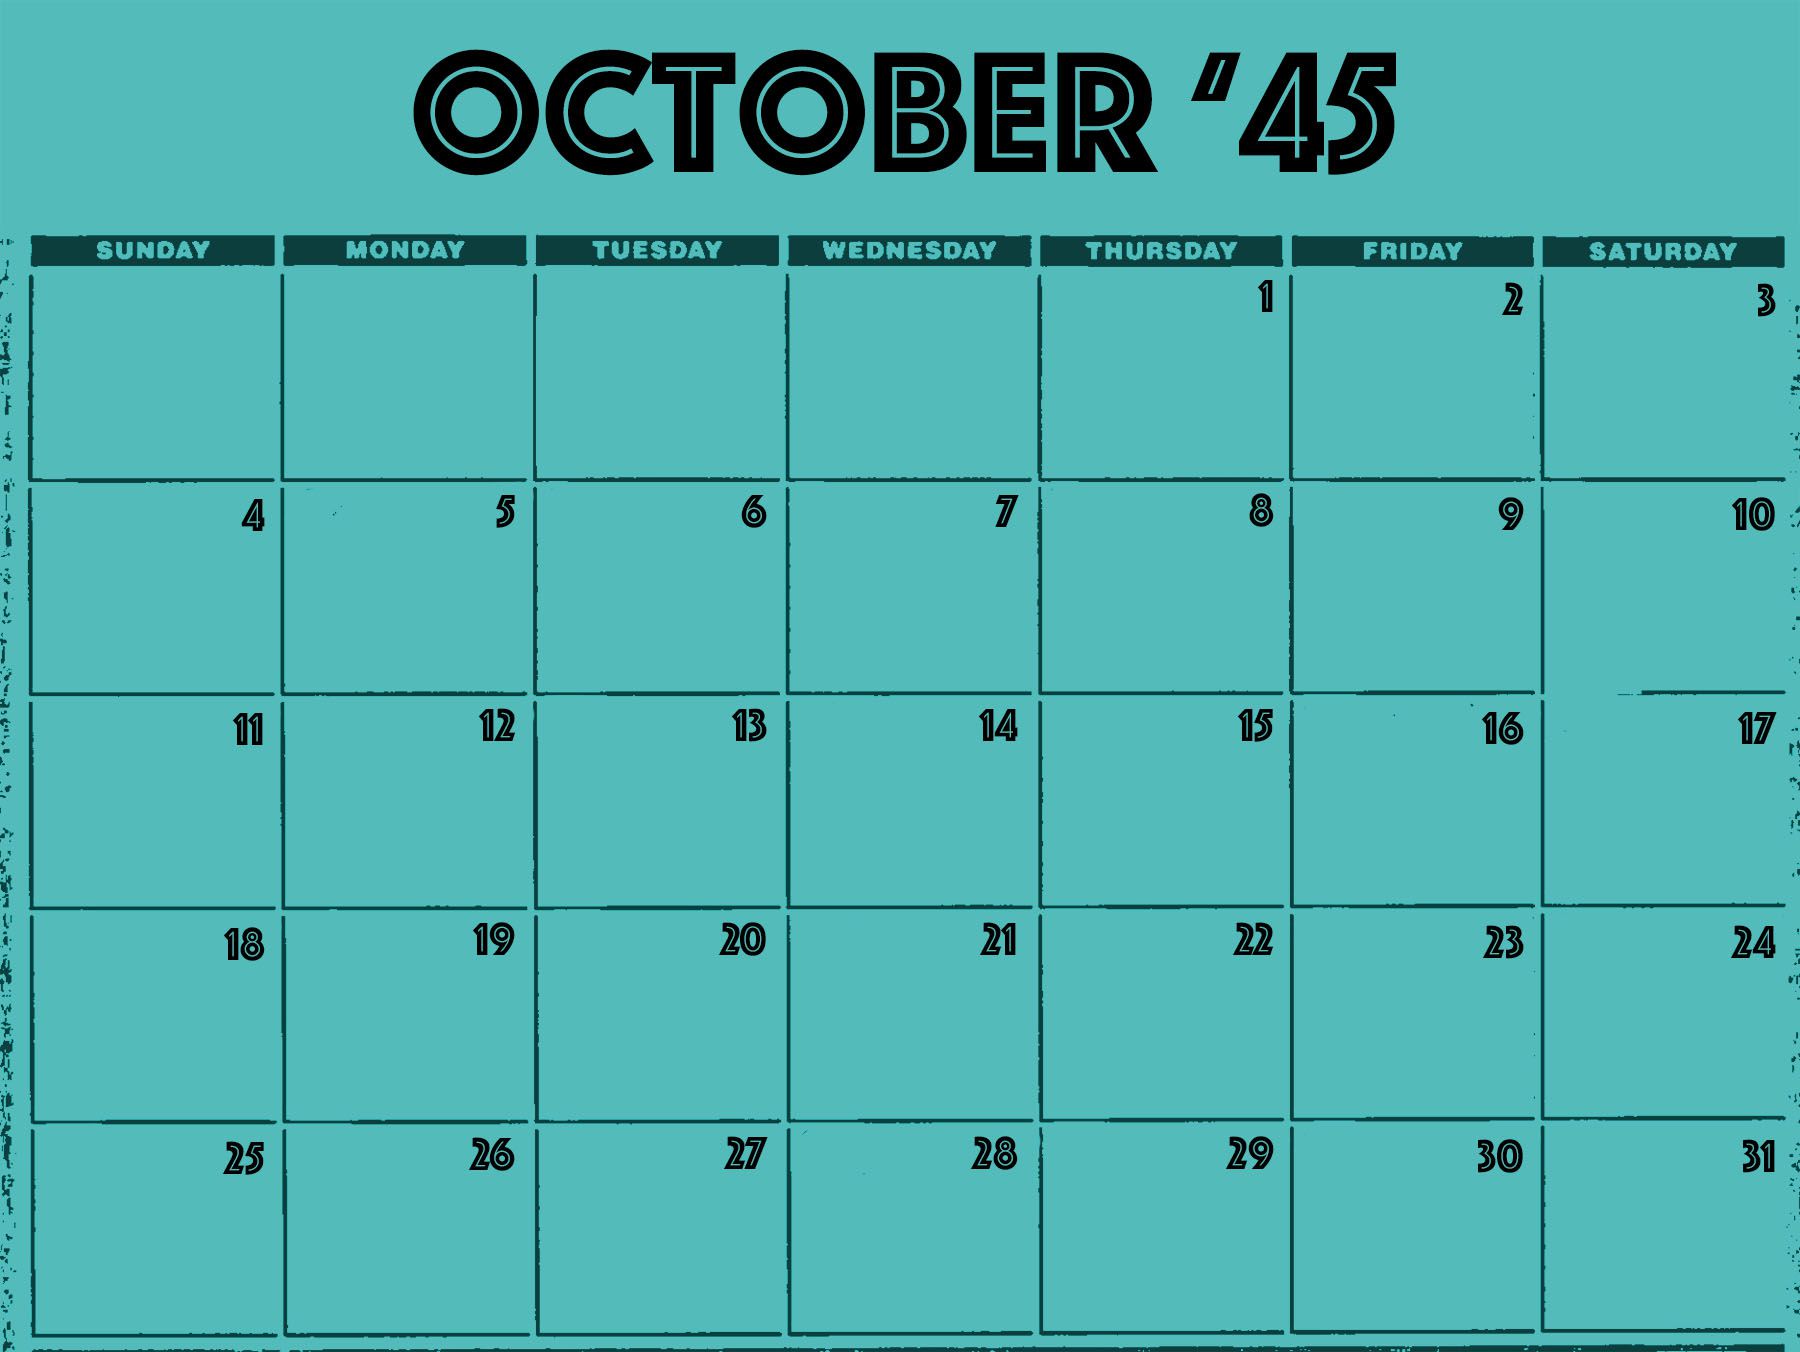 OCTOBER '45
SUNDAY MONDAY TUESDAY WEDNESDAY THURSDAY FRIDAY SATURDAY
1 2 3
4 5 6 7 8 9 10
11 12 13 14 15 16 17
18 19 20 21 22 23 24
25 26 27 28 29 30 31